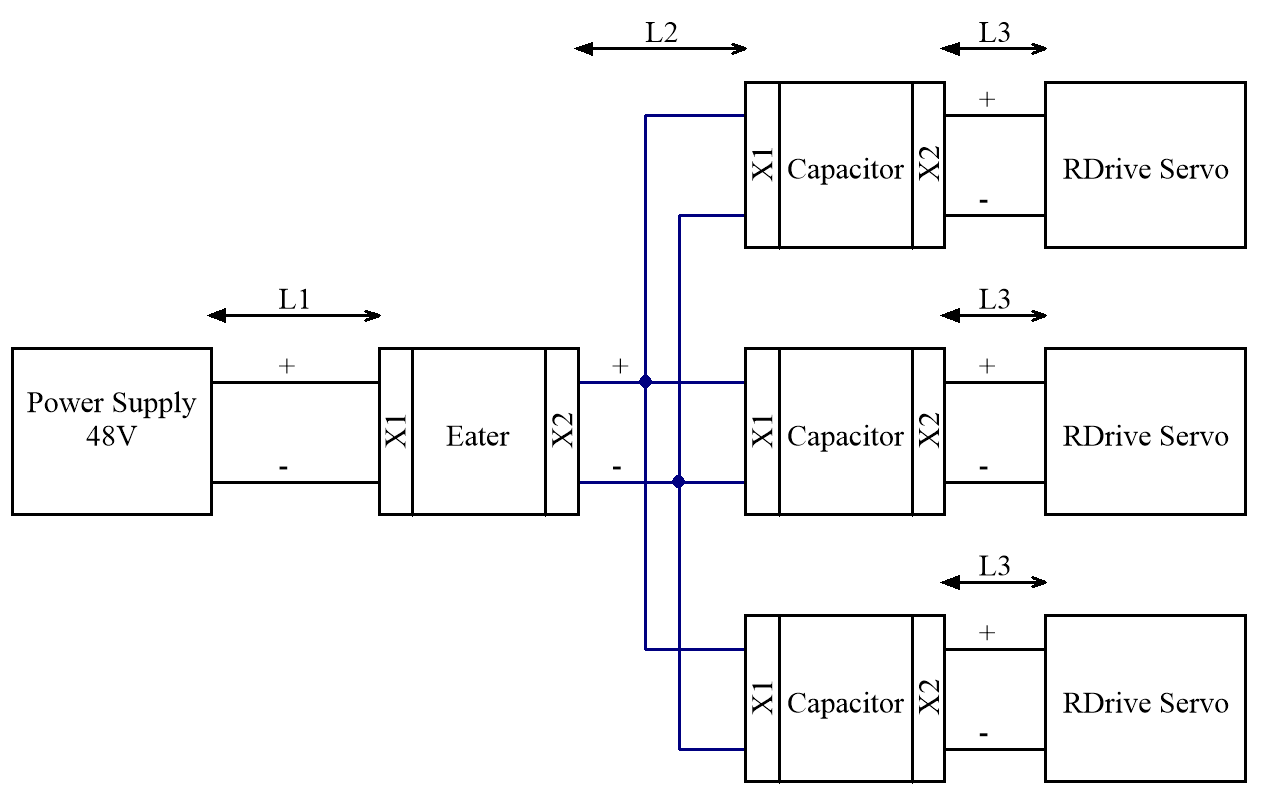 L2
L3
+
X1
Capacitor
X2
RDrive Servo
-
L1
L3
Power Supply
48V
+
-
X1
Eater
X2
+
-
X1
Capacitor
X2
+
-
RDrive Servo
L3
X1
Capacitor
X2
+
-
RDrive Servo